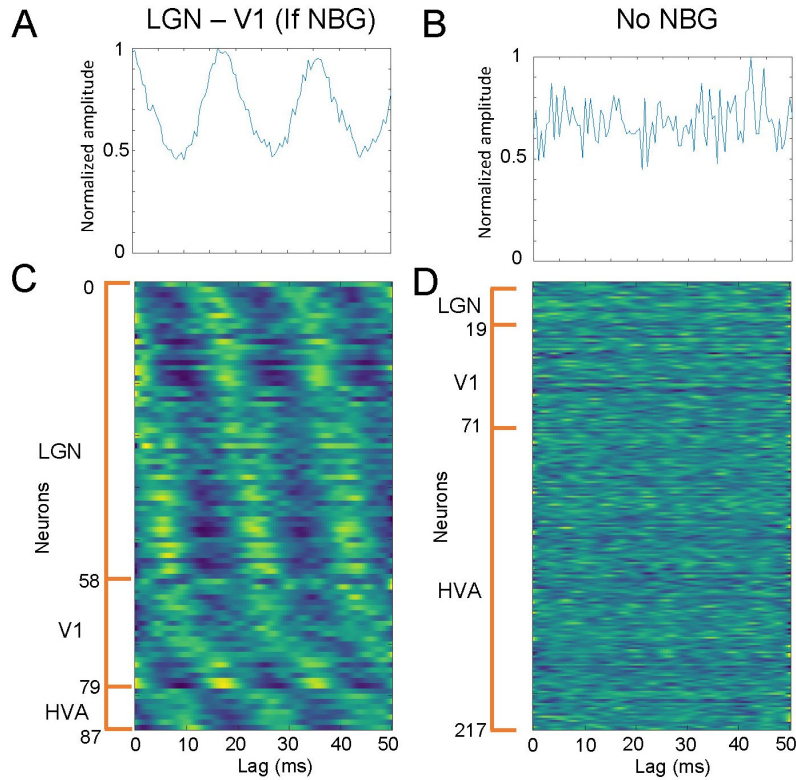 A
LGN – V1 (If NBG)
B
No NBG
Normalized amplitude
1
0.5
0
Normalized amplitude
1
0.5
0
C
Neurons
0
LGN
58
V1
79
HVA
87
0 10 20 30 40 50
Lag (ms)
D
Neurons
LGN
19
V1
71
HVA
217
0 10 20 30 40 50
Lag (ms)